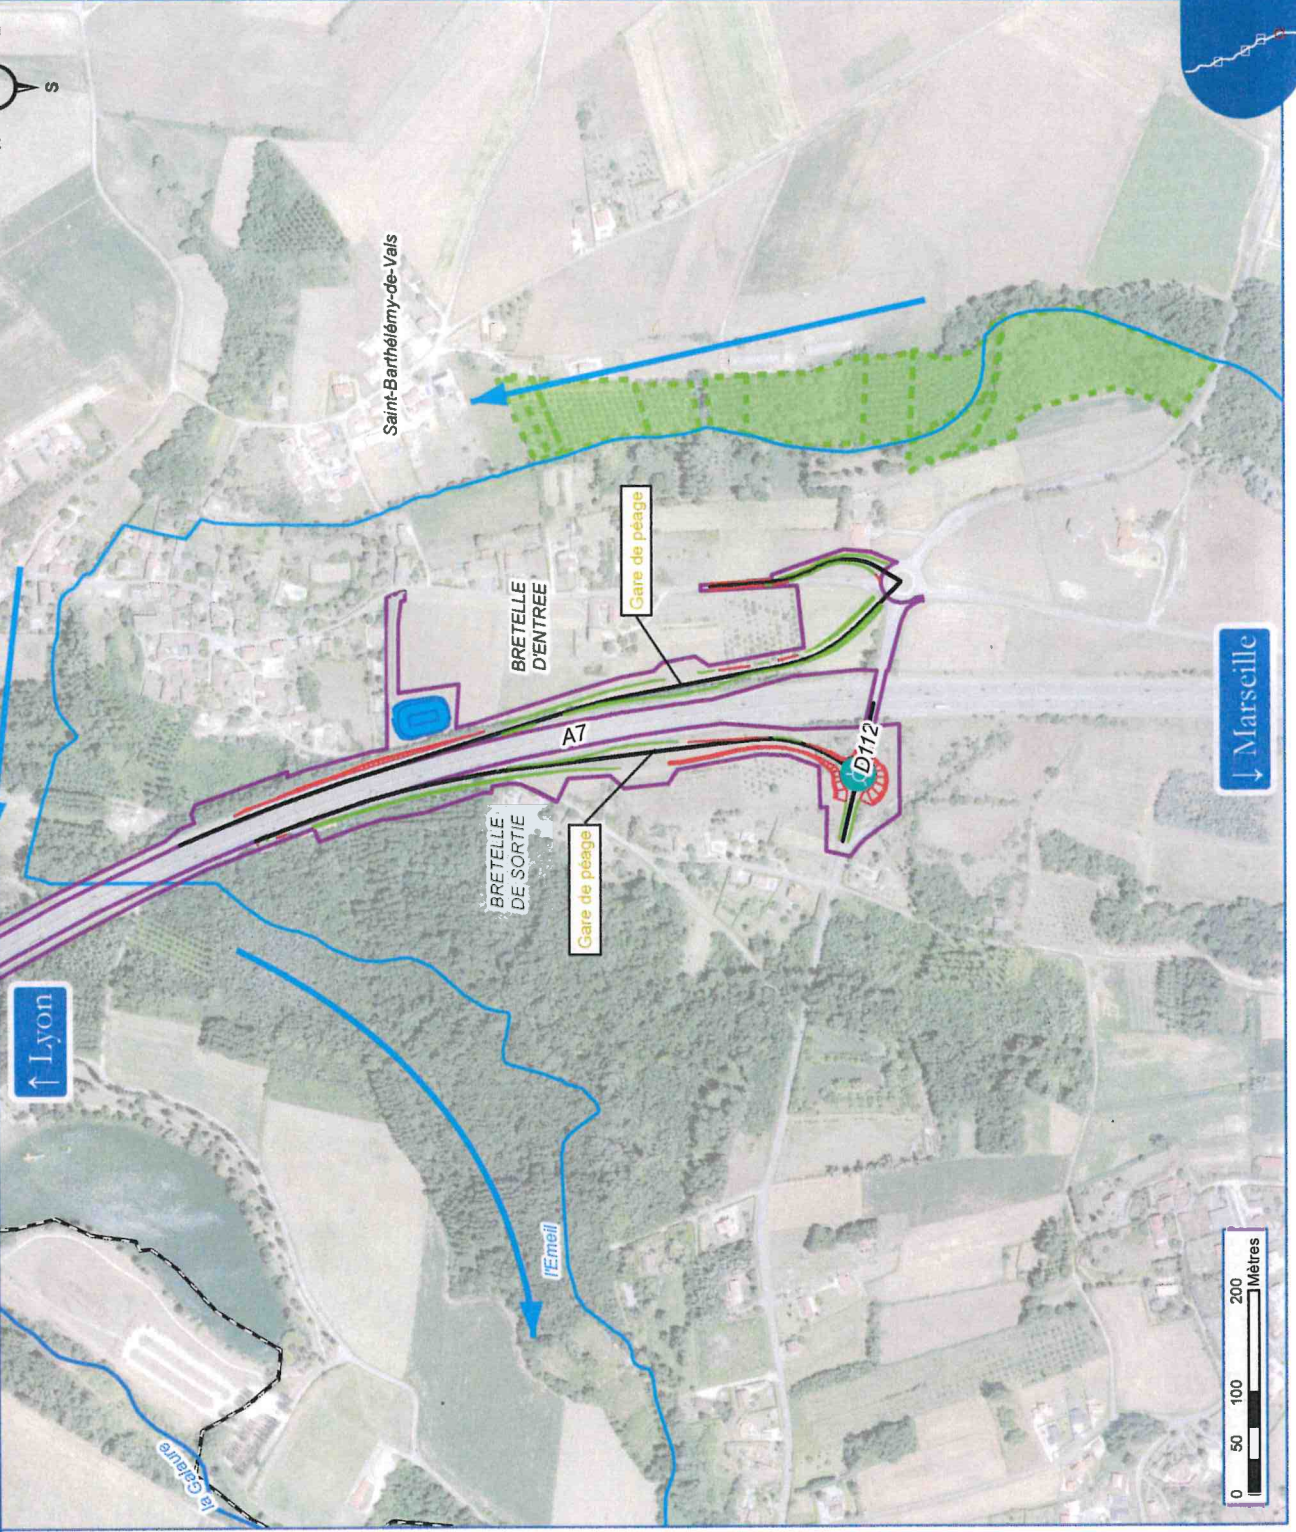 S
Saint-Barthélémy-de-Vals
BRETELLE
D'ENTREE
Gare de péage
A7
D112
BRETELLE
DE SORTIE
Gare de péage
↑ Lyon
↓ Marseille
l'Emeil
la Galaure
0 50 100 200
Mètres